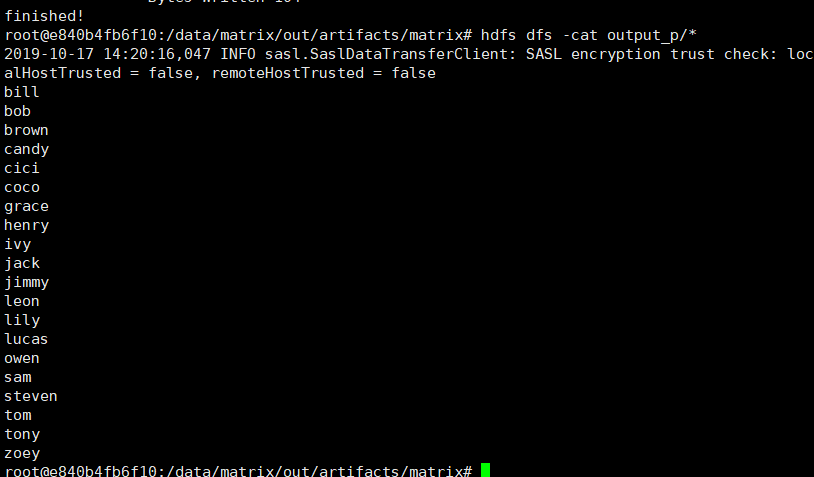 finished!
root@e840b4fb6f10:/data/matrix/out/artifacts/matrix# hdfs dfs -cat output_p/*
2019-10-17 14:20:16,047 INFO sasl.SaslDataTransferClient: SASL encryption trust check: loc
alHostTrusted = false, remoteHostTrusted = false
bill
bob
brown
candy
cici
coco
grace
henry
ivy
jack
jimmy
leon
lily
lucas
owen
sam
steven
tom
tony
zoey
root@e840b4fb6f10:/data/matrix/out/artifacts/matrix#